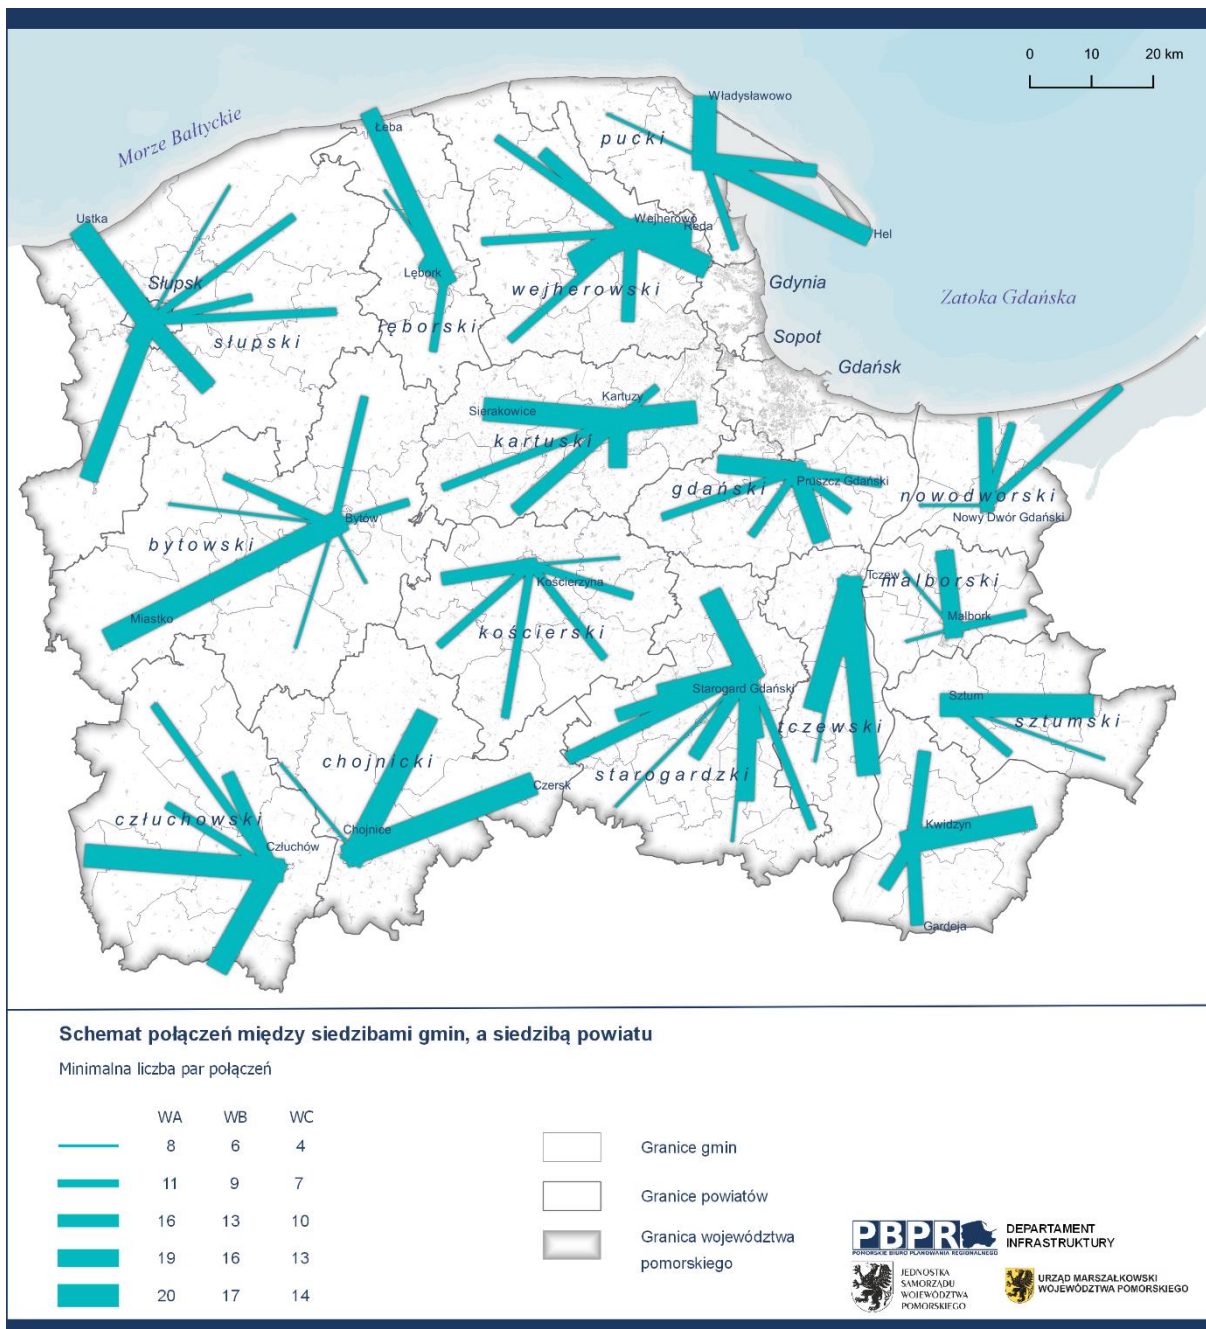 0 10 20 km
Morze Bałtyckie
Władysławowo
pucki
Łeba
Ustka
Wejherowo
Reda
Hel
Słupsk
Lębork
wejherowski
Gdynia
Zatoka Gdańska
słupski
lęborski
Sopot
Gdańsk
Kartuzy
Sierakowice
kartuski
gdański
Pruszcz Gdański
nowodworski
Nowy Dwór Gdański
Bytów
bytowski
Kościerzyna
Tczew
malborski
Miastko
kościerski
Malbork
Starogard Gdański
Sztum
sztumski
tczewski
chojnicki
starogardzki
Czersk
człuchowski
Chojnice
Kwidzyn
Człuchów
Gardeja
Schemat połączeń między siedzibami gmin, a siedzibą powiatu
Minimalna liczba par połączeń
WA WB WC
8 6 4
11 9 7
16 13 10
19 16 13
20 17 14
Granice gmin
Granice powiatów
Granica województwa
pomorskiego
PBPR
POMORSKIE BIURO PLANOWANIA REGIONALNEGO
DEPARTAMENT
INFRASTRUKTURY
JEDNOSTKA
SAMORZĄDU
WOJEWÓDZTWA
POMORSKIEGO
URZĄD MARSZAŁKOWSKI
WOJEWÓDZTWA POMORSKIEGO